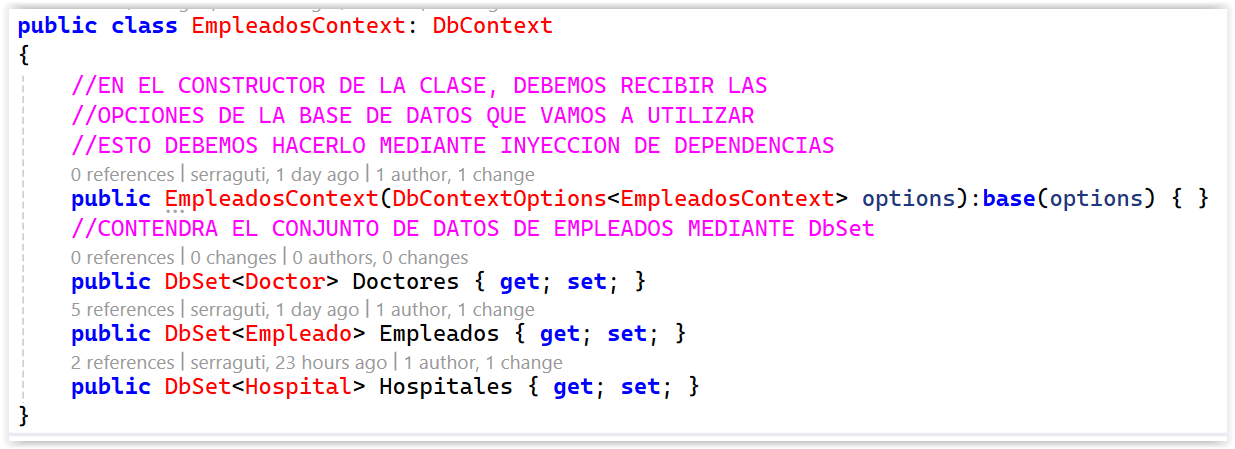 public class EmpleadosContext: DbContext
{
//EN EL CONSTRUCTOR DE LA CLASE, DEBEMOS RECIBIR LAS
//OPCIONES DE LA BASE DE DATOS QUE VAMOS A UTILIZAR
//ESTO DEBEMOS HACERLO MEDIANTE INYECCION DE DEPENDENCIAS
0 references | serraguti, 1 day ago | 1 author, 1 change
public EmpleadosContext(DbContextOptions<EmpleadosContext> options):base(options) { }
//CONTENDRA EL CONJUNTO DE DATOS DE EMPLEADOS MEDIANTE DbSet
0 references | 0 changes | 0 authors, 0 changes
public DbSet<Doctor> Doctores { get; set; }
5 references | serraguti, 1 day ago | 1 author, 1 change
public DbSet<Empleado> Empleados { get; set; }
2 references | serraguti, 23 hours ago | 1 author, 1 change
public DbSet<Hospital> Hospitales { get; set; }
}